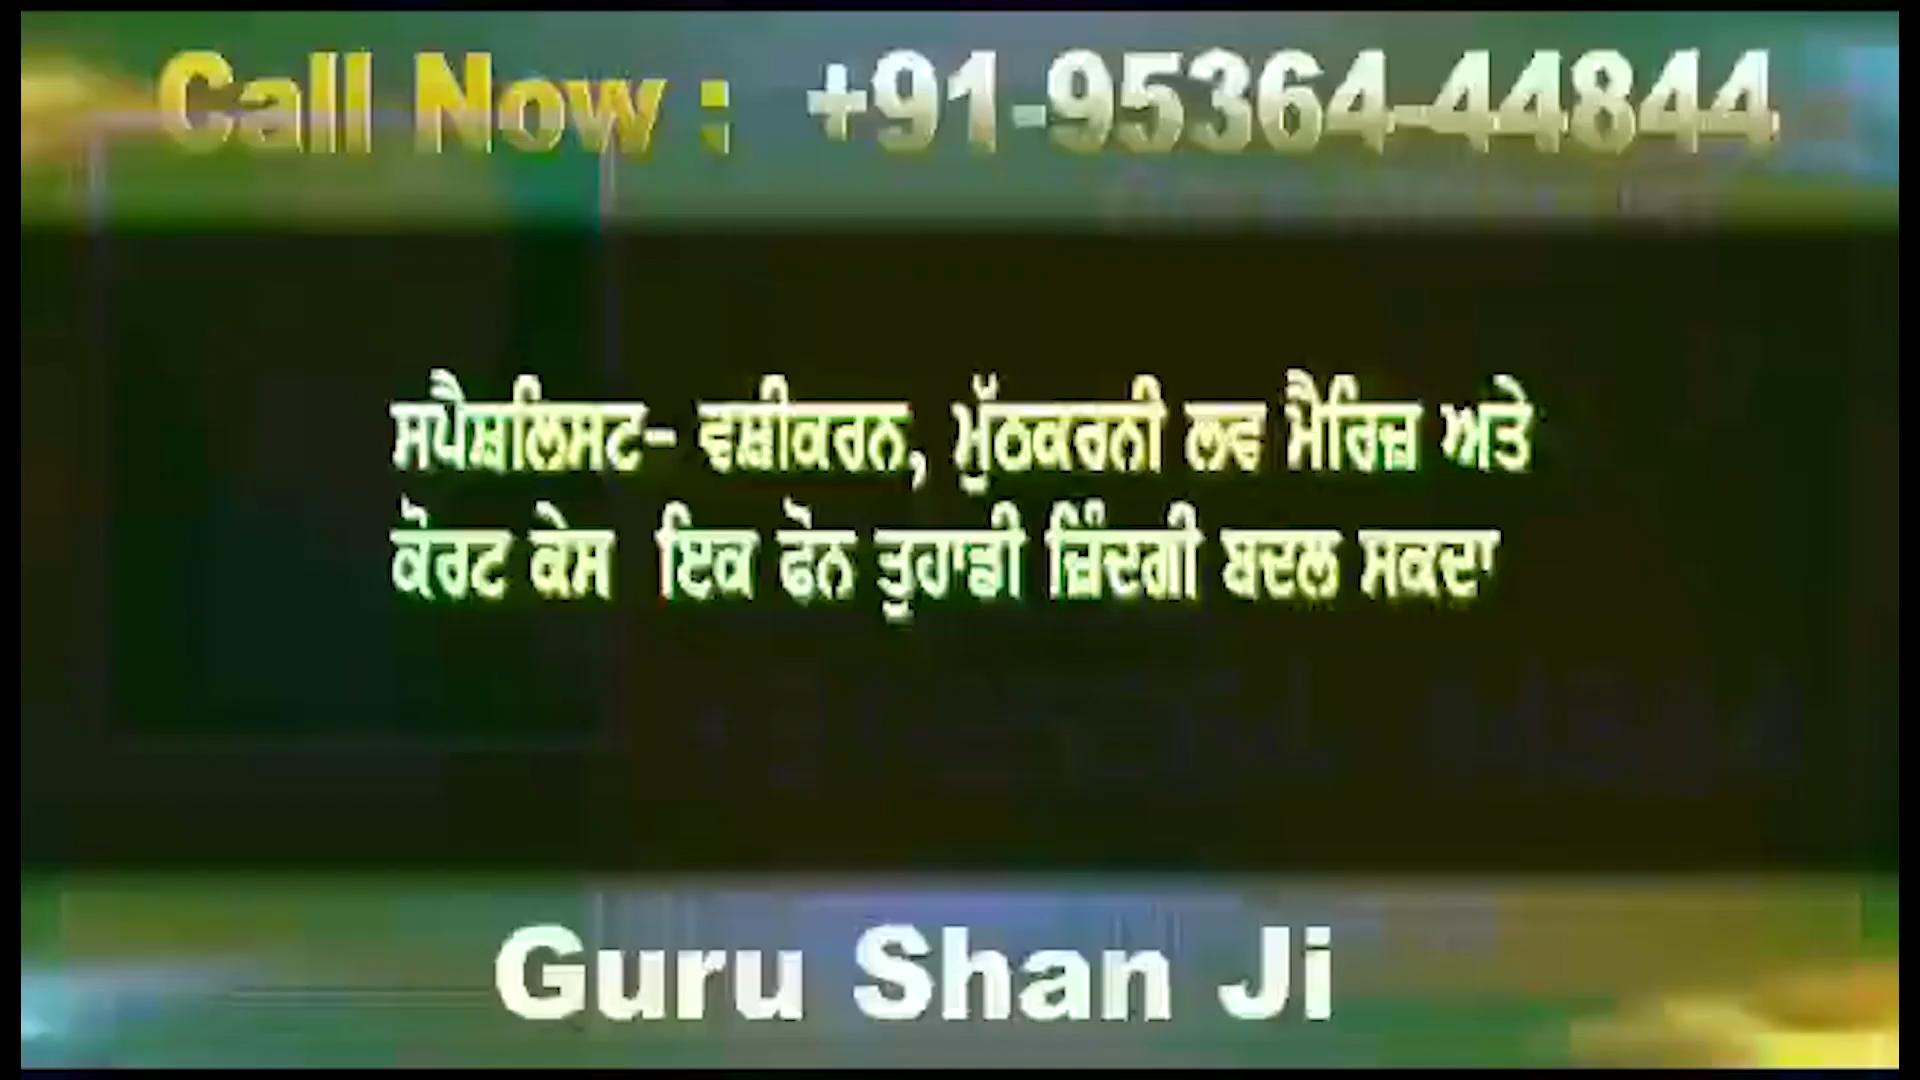 Call Now : +91-95364-44844
ਸਪੈਸ਼ਲਿਸਟ- ਵਸ਼ੀਕਰਨ, ਮੁੱਠਕਰਨੀ ਲਵ ਮੈਰਿਜ਼ ਅਤੇ
ਕੋਰਟ ਕੇਸ ਇਕ ਫੋਨ ਤੁਹਾਡੀ ਜ਼ਿੰਦਗੀ ਬਦਲ ਸਕਦਾ
Guru Shan Ji